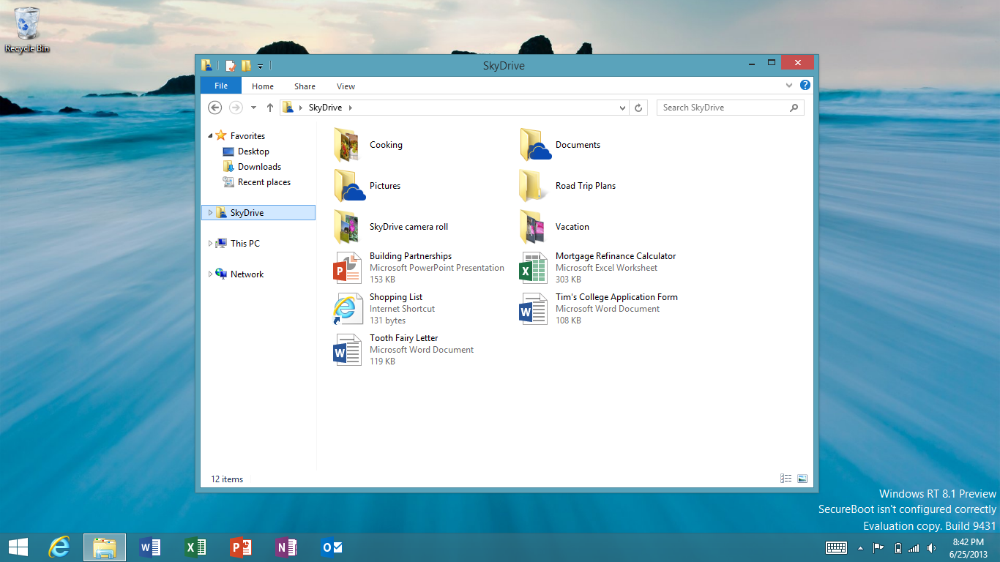 Recycle Bin
SkyDrive
File
Home
Share
View
SkyDrive
Search SkyDrive
Favorites
Desktop
Downloads
Recent places
SkyDrive
This PC
Network
Cooking
Documents
Pictures
Road Trip Plans
SkyDrive camera roll
Vacation
Building Partnerships
Microsoft PowerPoint Presentation
153 KB
Mortgage Refinance Calculator
Microsoft Excel Worksheet
303 KB
Shopping List
Internet Shortcut
131 bytes
Tim's College Application Form
Microsoft Word Document
108 KB
Tooth Fairy Letter
Microsoft Word Document
119 KB
12 items
Windows RT 8.1 Preview
SecureBoot isn't configured correctly
Evaluation copy. Build 9431
8:42 PM
6/25/2013